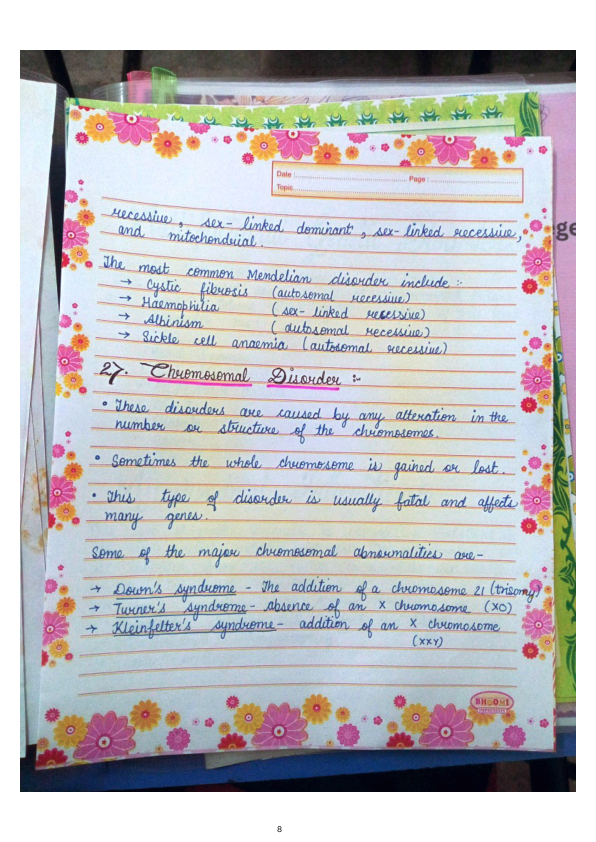 Date : Page :
Topic
recessive, sex-linked dominant, sex-linked recessive,
and mitochondrial.
The most common Mendelian disorder include :-
→ Cystic fibrosis (autosomal recessive)
→ Haemophilia (sex-linked recessive)
→ Albinism (autosomal recessive)
→ Sickle cell anaemia (autosomal recessive)
27. Chromosomal Disorder :-
• These disorders are caused by any alteration in the
number or structure of the chromosomes.
• Sometimes the whole chromosome is gained or lost.
• This type of disorder is usually fatal and affects
many genes.
Some of the major chromosomal abnormalities are-
→ Down's syndrome - The addition of a chromosome 21 (trisomy)
→ Turner's syndrome - absence of an X chromosome (XO)
→ Kleinfelter's syndrome - addition of an X chromosome
(XXY)
BHOOMI
8